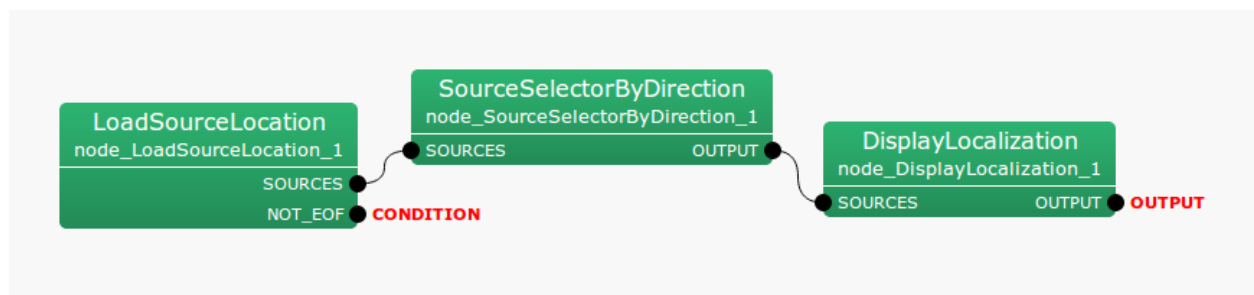 LoadSourceLocation
node_LoadSourceLocation_1
SOURCES
NOT_EOF CONDITION
SourceSelectorByDirection
node_SourceSelectorByDirection_1
SOURCES OUTPUT
DisplayLocalization
node_DisplayLocalization_1
SOURCES OUTPUT OUTPUT